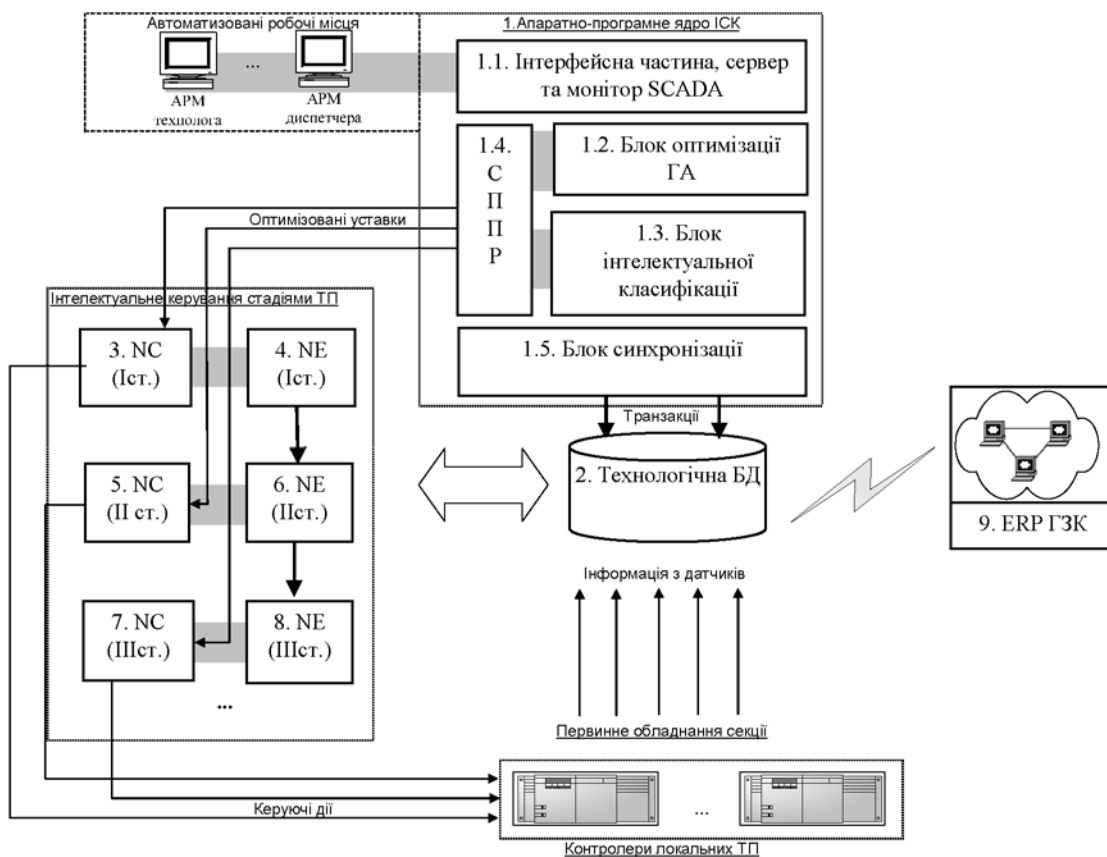 Автоматизовані робочі місця
...
АРМ
технолога
АРМ
диспетчера
1.Апаратно-програмне ядро ІСК
1.1. Інтерфейсна частина, сервер
та монітор SCADA
1.4.
С
П
П
Р
1.2. Блок оптимізації
ГА
1.3. Блок
інтелектуальної
класифікації
1.5. Блок синхронізації
Оптимізовані уставки
Інтелектуальне керування стадіями ТП
3. NC
(Іст.)
4. NE
(Іст.)
5. NC
(ІІ ст.)
6. NE
(ІІст.)
7. NC
(ІІІст.)
8. NE
(ІІІст.)
...
Транзакції
2. Технологічна БД
9. ERP ГЗК
Інформація з датчиків
Первинне обладнання секції
...
Керуючі дії
Контролери локальних ТП